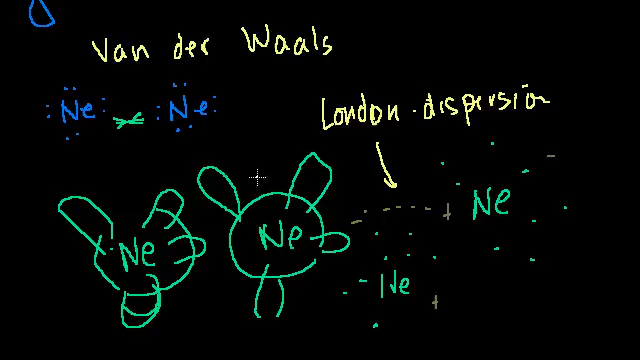 Van der Waals
:Ne: :Ne:
London dispersion
Ne
Ne Ne
Ne